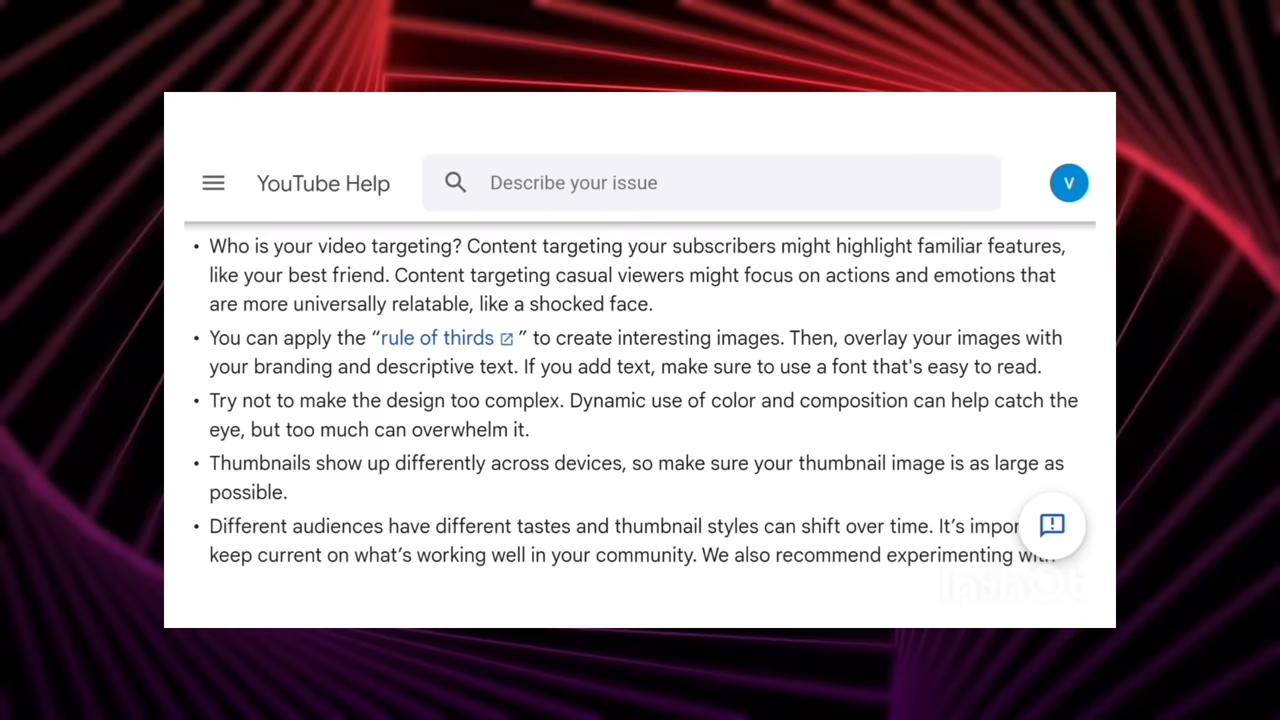 YouTube Help
Describe your issue
V
• Who is your video targeting? Content targeting your subscribers might highlight familiar features,
like your best friend. Content targeting casual viewers might focus on actions and emotions that
are more universally relatable, like a shocked face.
• You can apply the “rule of thirds ” to create interesting images. Then, overlay your images with
your branding and descriptive text. If you add text, make sure to use a font that's easy to read.
• Try not to make the design too complex. Dynamic use of color and composition can help catch the
eye, but too much can overwhelm it.
• Thumbnails show up differently across devices, so make sure your thumbnail image is as large as
possible.
• Different audiences have different tastes and thumbnail styles can shift over time. It’s
keep current on what’s working well in your community. We also recommend experimenting
InShOt